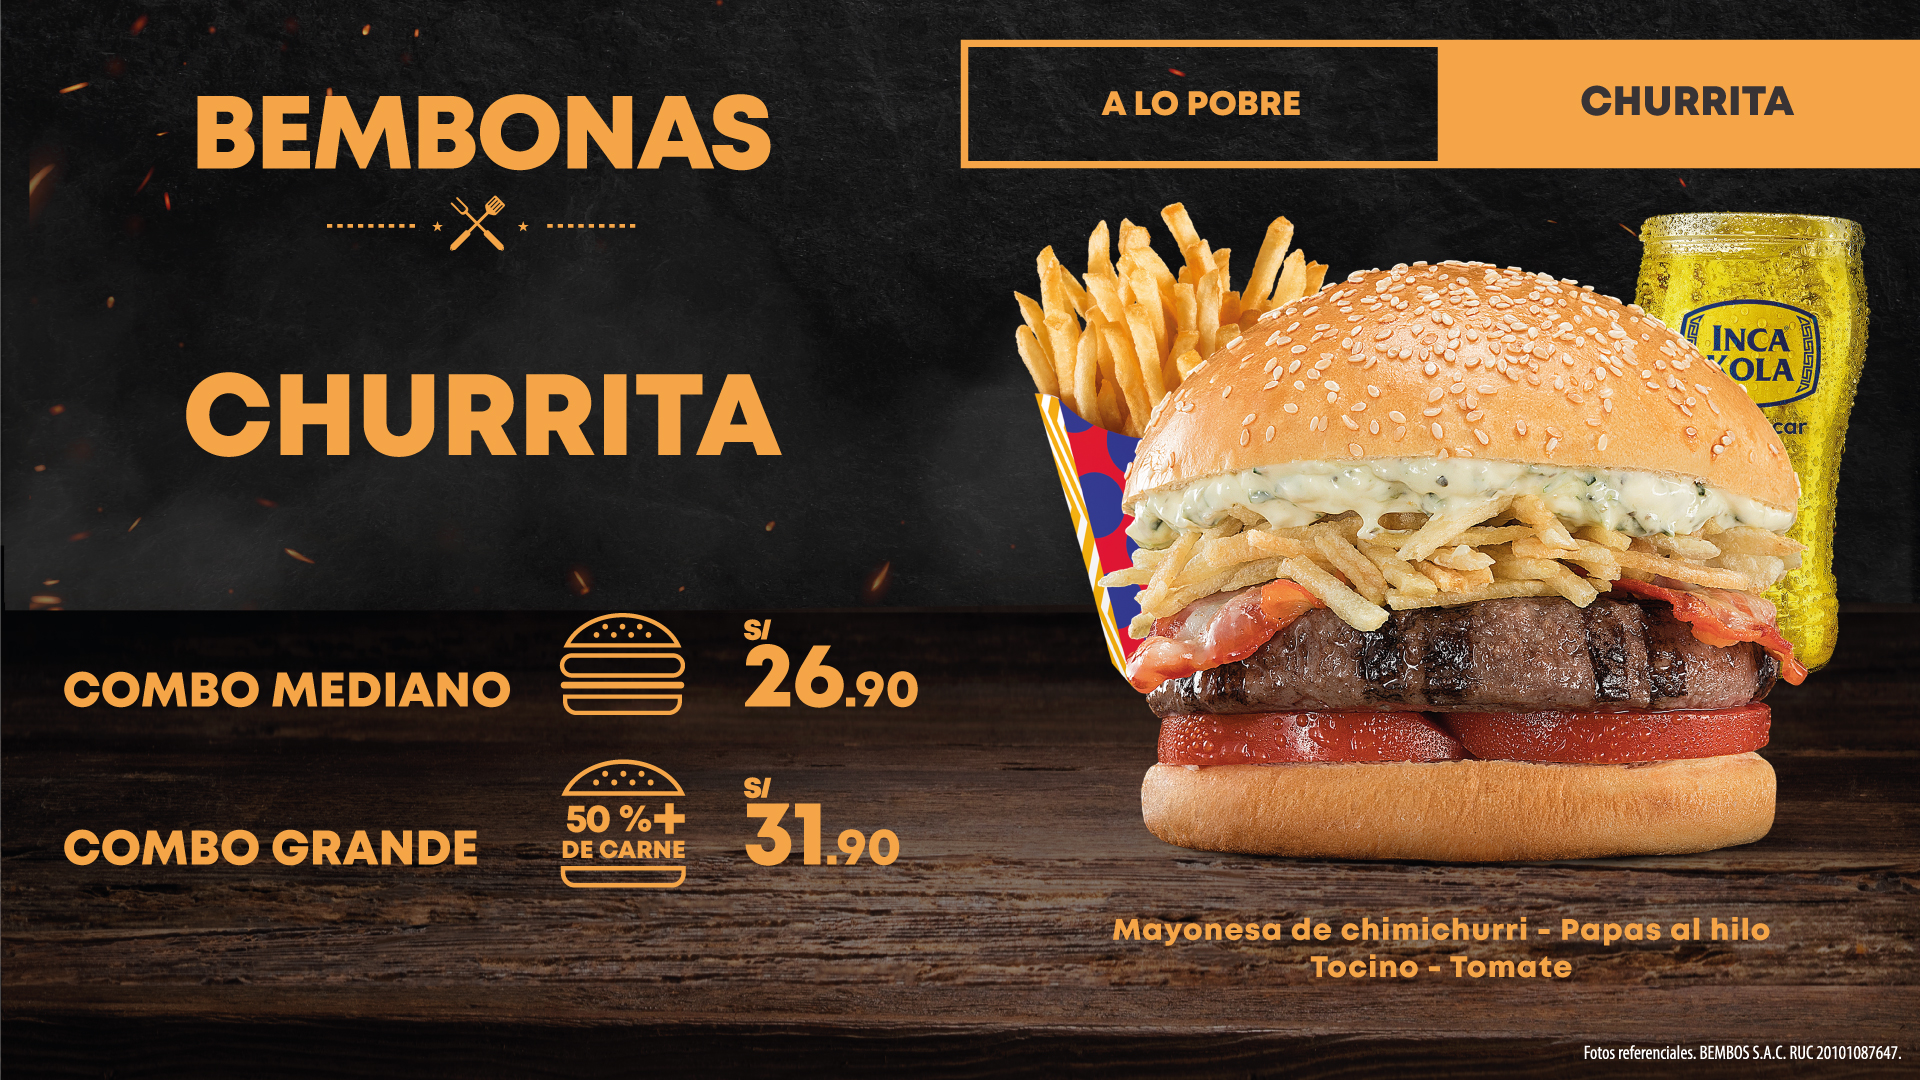 BEMBONAS
A LO POBRE
CHURRITA
CHURRITA
COMBO MEDIANO
S/ 26.90
COMBO GRANDE
50 %+
DE CARNE
S/ 31.90
INCA
KOLA
car
Mayonesa de chimichurri - Papas al hilo
Tocino - Tomate
Fotos referenciales. BEMBOS S.A.C. RUC 20101087647.